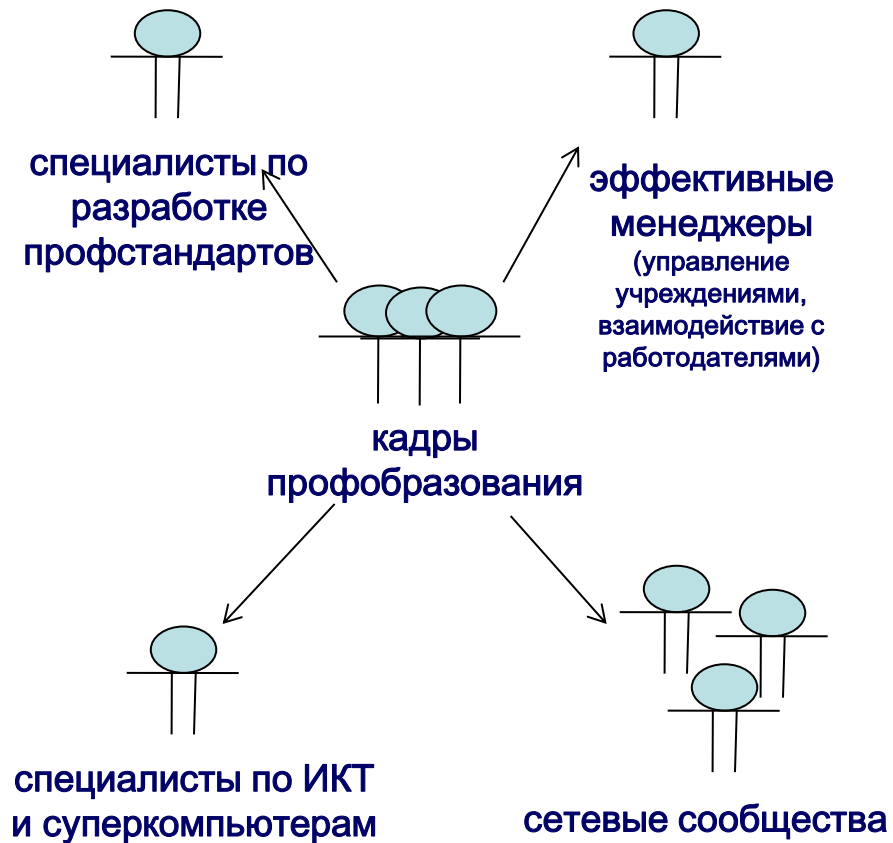 специалисты по
разработке
профстандартов
эффективные
менеджеры
(управление
учреждениями,
взаимодействие с
работодателями)
кадры
профобразования
специалисты по ИКТ
и суперкомпьютерам
сетевые сообщества